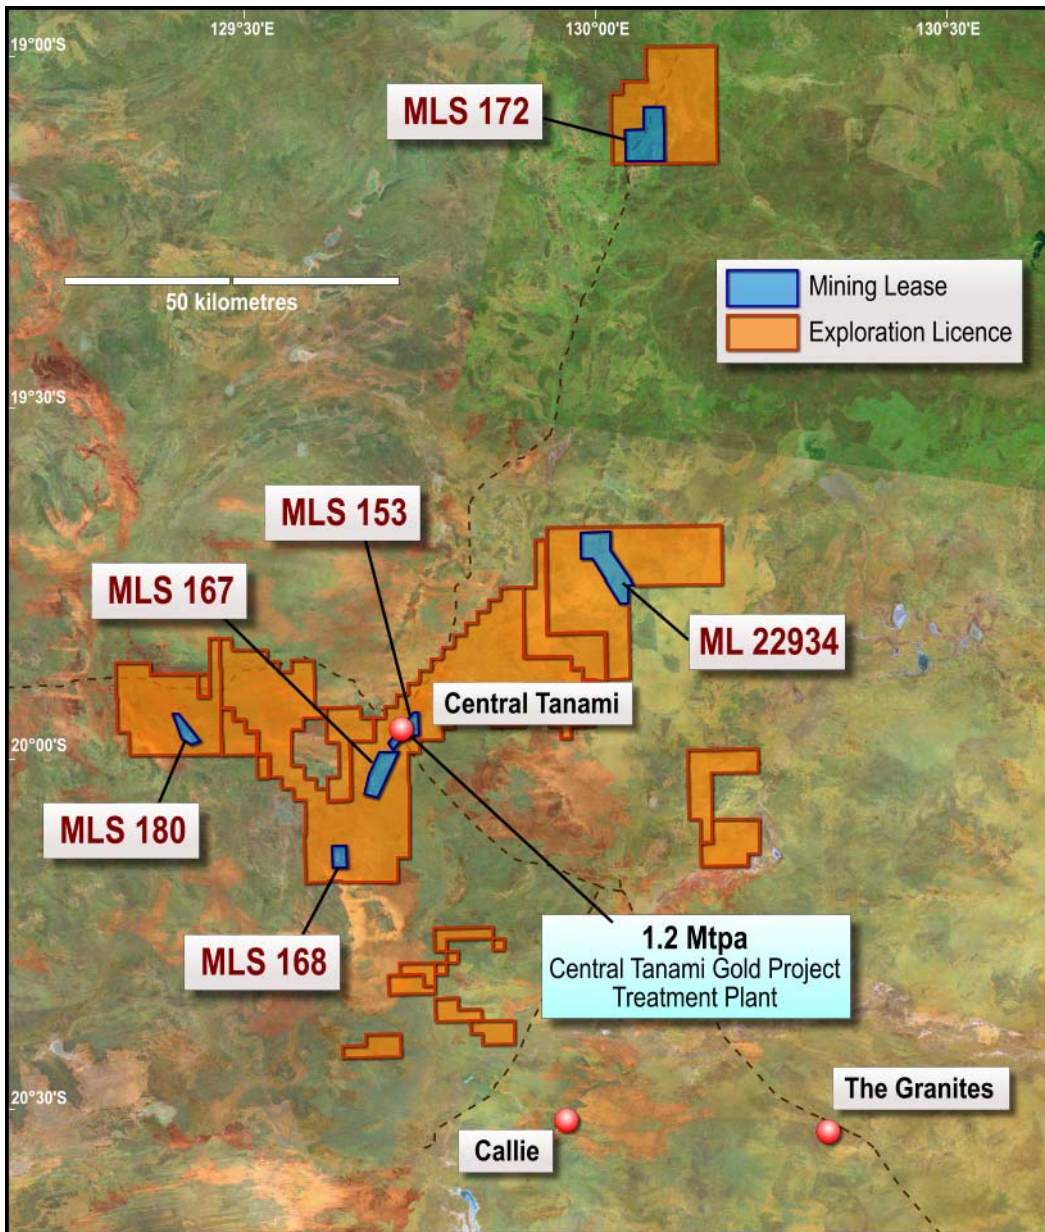 129°30'E
130°00'E
130°30'E
19°00'S
MLS 172
50 kilometres
Mining Lease
Exploration Licence
19°30'S
MLS 153
MLS 167
ML 22934
Central Tanami
20°00'S
MLS 180
MLS 168
1.2 Mtpa
Central Tanami Gold Project
Treatment Plant
20°30'S
The Granites
Callie